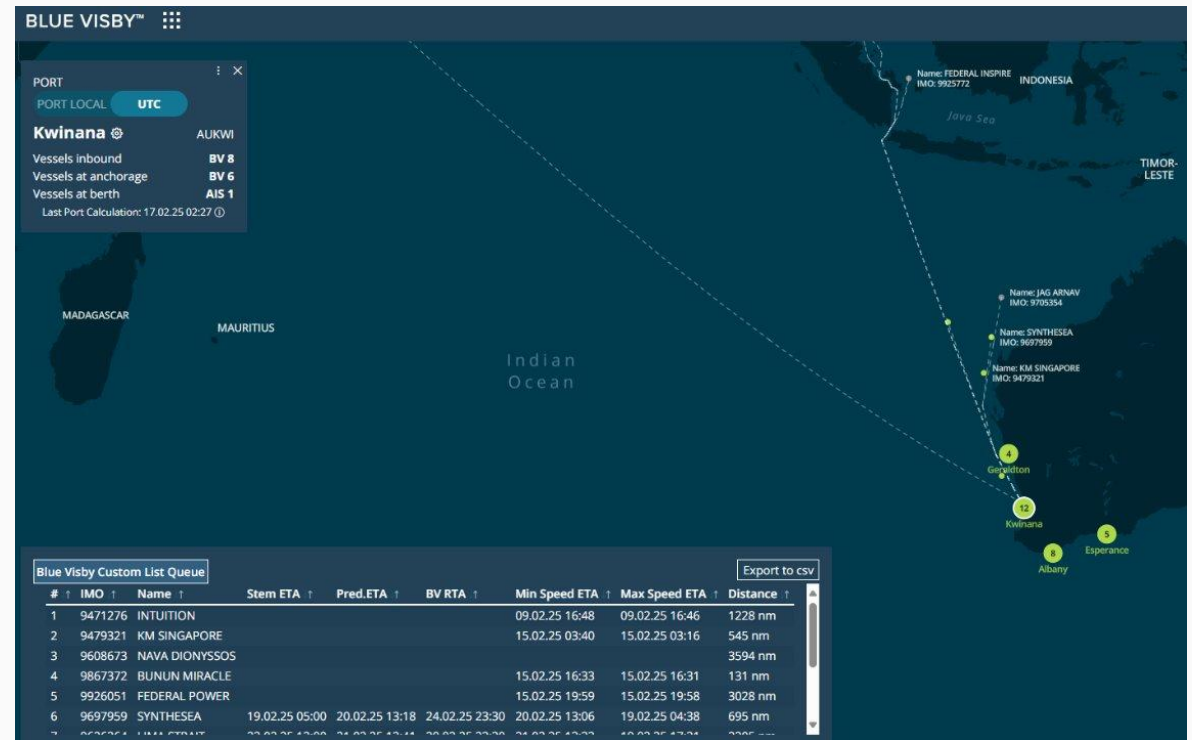 BLUE VISBY™
PORT
PORT LOCAL UTC
Kwinana AUKWI
Vessels inbound BV 8
Vessels at anchorage BV 6
Vessels at berth AIS 1
Last Port Calculation: 17.02.25 02:27
Name: FEDERAL INSPIRE
IMO: 9925772
INDONESIA
Java Sea
TIMOR-
LESTE
MADAGASCAR
MAURITIUS
Indian
Ocean
Name: JAG ARNAV
IMO: 9705354
Name: SYNTHESEA
IMO: 9697959
Name: KM SINGAPORE
IMO: 9479321
4
Geraldton
12
Kwinana
5
Esperance
8
Albany
Blue Visby Custom List Queue Export to csv
# ↑ IMO ↑ Name ↑ Stem ETA ↑ Pred.ETA ↑ BV RTA ↑ Min Speed ETA ↑ Max Speed ETA ↑ Distance ↑
1 9471276 INTUITION 09.02.25 16:48 09.02.25 16:46 1228 nm
2 9479321 KM SINGAPORE 15.02.25 03:40 15.02.25 03:16 545 nm
3 9608673 NAVA DIONYSSOS 3594 nm
4 9867372 BUNUN MIRACLE 15.02.25 16:33 15.02.25 16:31 131 nm
5 9926051 FEDERAL POWER 15.02.25 19:59 15.02.25 19:58 3028 nm
6 9697959 SYNTHESEA 19.02.25 05:00 20.02.25 13:18 24.02.25 23:30 20.02.25 13:06 19.02.25 04:38 695 nm